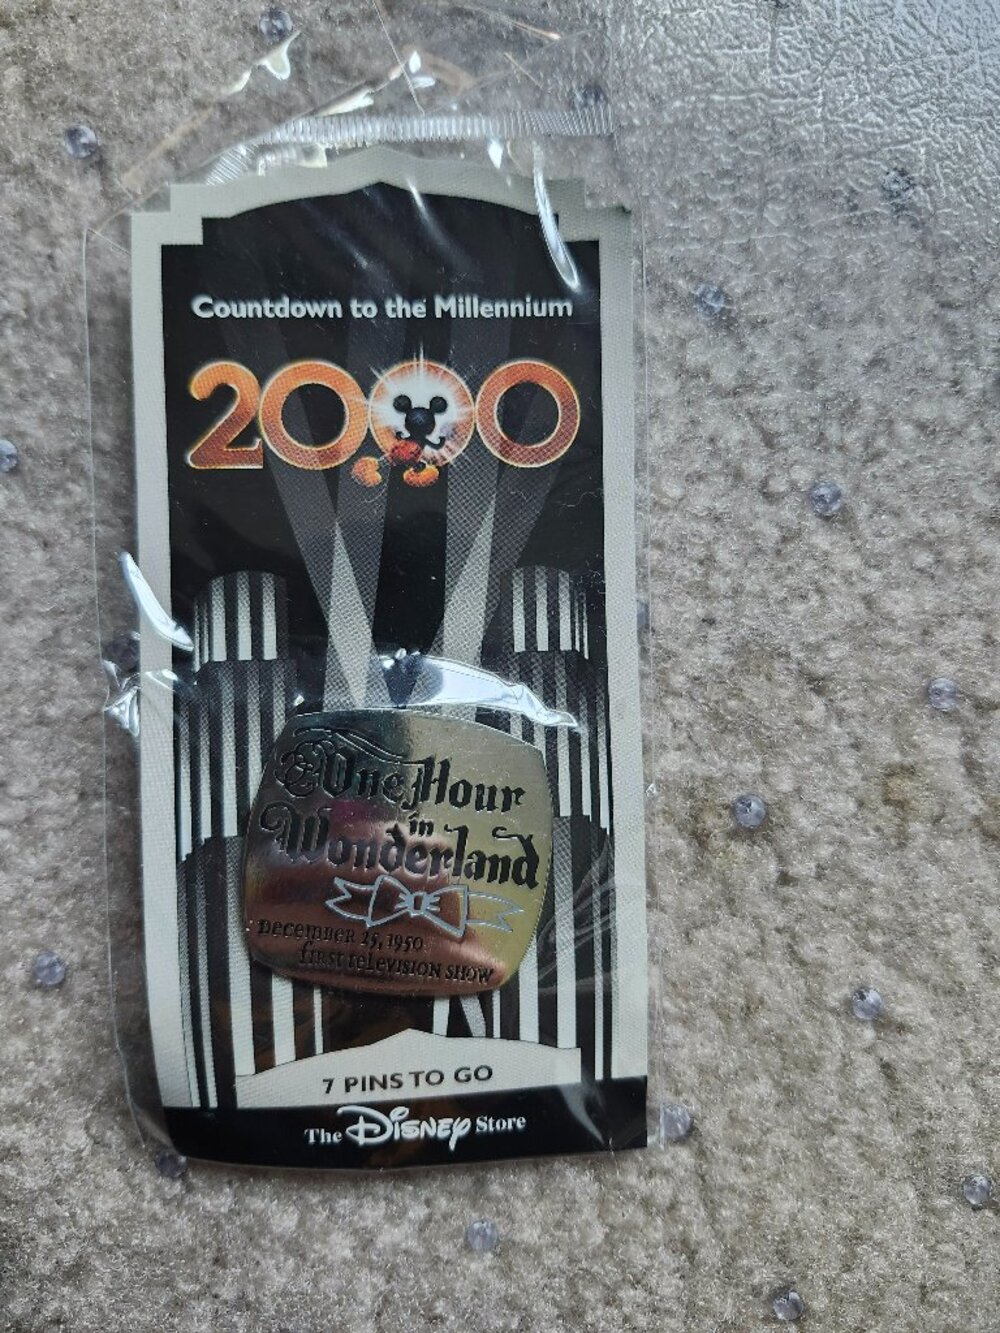 Countdown to the Millennium
2000
One Hour
in
Wonderland
December 25, 1950
first television show
7 PINS TO GO
The Disney Store